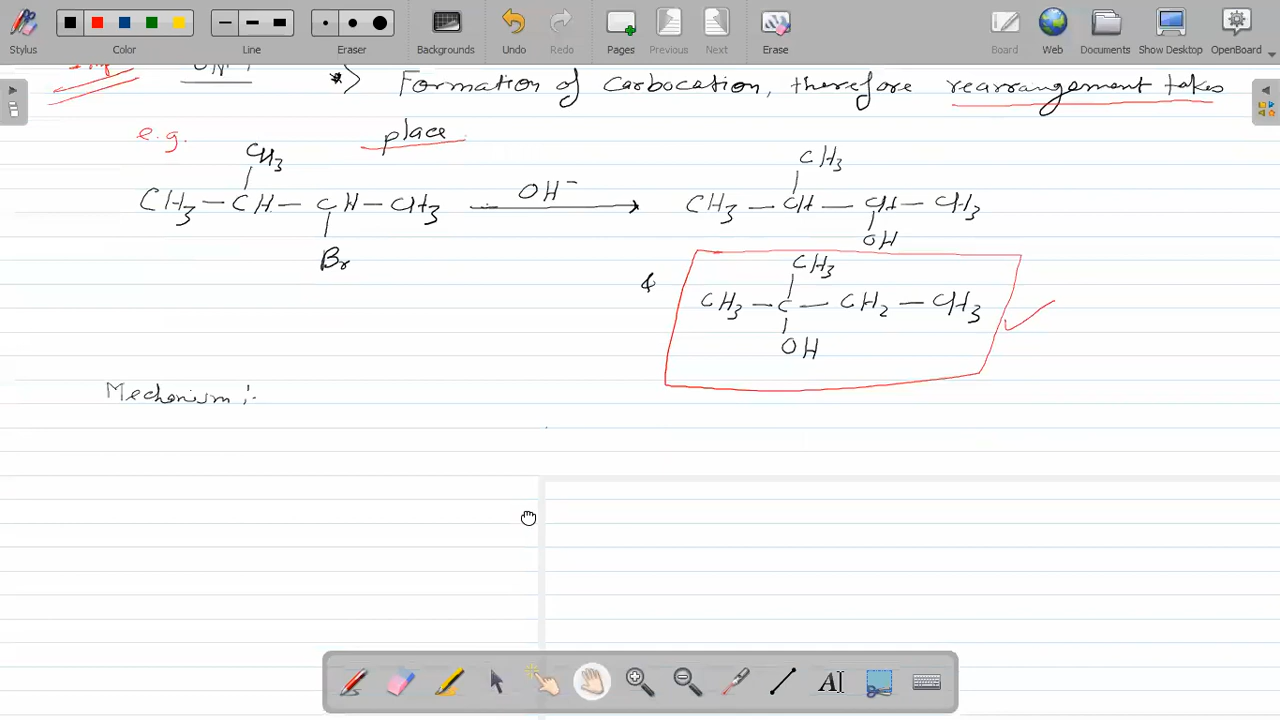 Stylus Color Line Eraser Backgrounds Undo Redo Pages Previous Next Erase Board Web Documents Show Desktop OpenBoard
Formation of Carbocation, therefore rearrangement takes
place
e.g.
CH3
CH3 — CH — CH — CH3
Br
OH⁻
CH3
CH3 — CH — CH — CH3
OH
&
CH3
CH3 — C — CH2 — CH3
OH
Mechanism :-